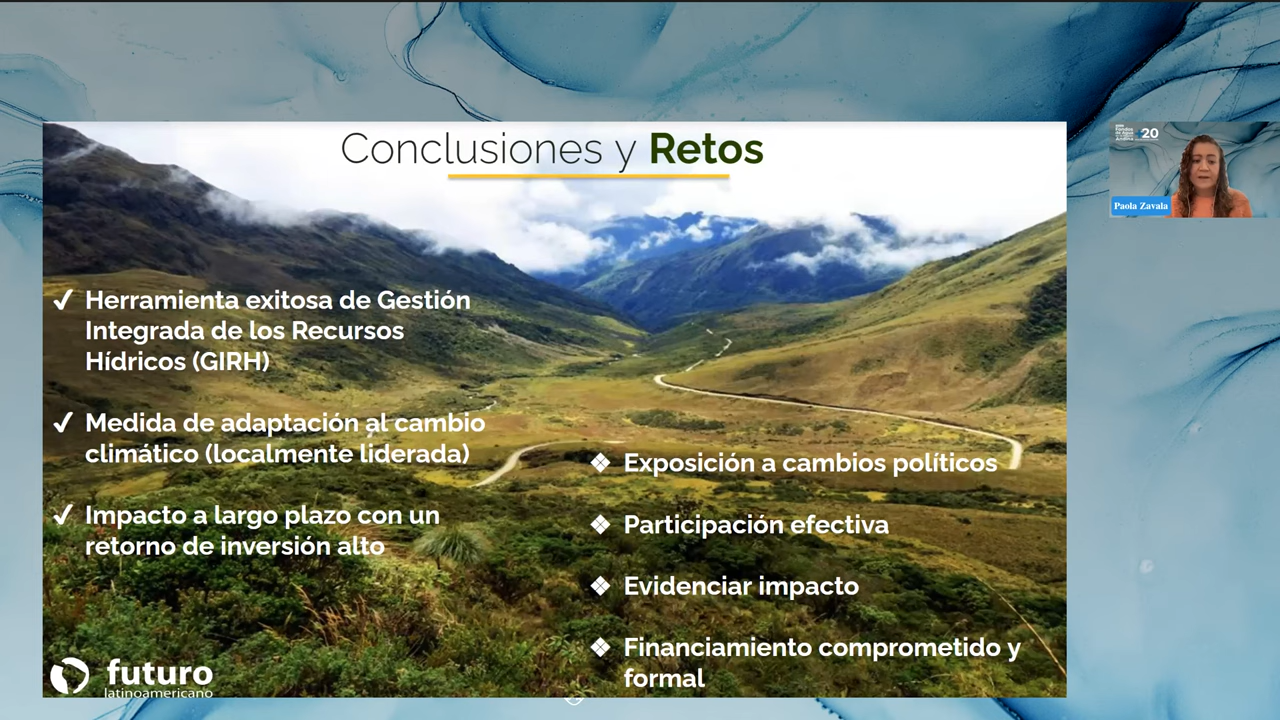 Conclusiones y Retos
✓ Herramienta exitosa de Gestión
Integrada de los Recursos
Hídricos (GIRH)
✓ Medida de adaptación al cambio
climático (localmente liderada)
✓ Impacto a largo plazo con un
retorno de inversión alto
❖ Exposición a cambios políticos
❖ Participación efectiva
❖ Evidenciar impacto
❖ Financiamiento comprometido y
formal
futuro
latinoamericano
+20
Paola Zavala